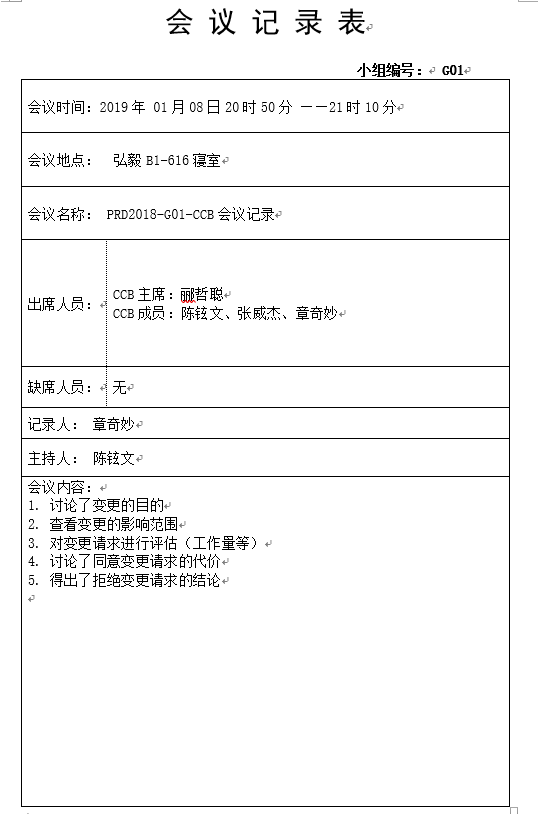 会 议 记 录 表
小组编号： G01
会议时间：2019 年 01 月 08 日 20 时 50 分 －－21 时 10 分
会议地点： 弘毅 B1-616 寝室
会议名称： PRD2018-G01-CCB 会议记录
出席人员：
CCB 主席：郦哲聪
CCB 成员：陈铉文、张威杰、章奇妙
缺席人员： 无
记录人： 章奇妙
主持人： 陈铉文
会议内容：
1. 讨论了变更的目的
2. 查看变更的影响范围
3. 对变更请求进行评估（工作量等）
4. 讨论了同意变更请求的代价
5. 得出了拒绝变更请求的结论